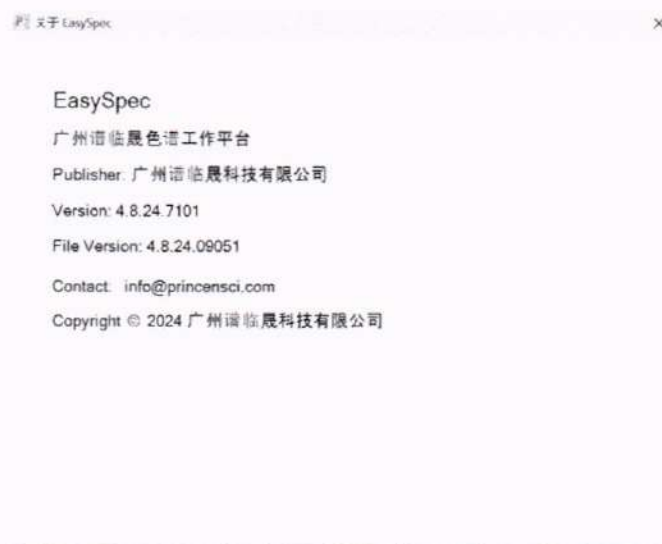 关于 EasySpec
EasySpec
广州谱临晟色谱工作平台
Publisher: 广州谱临晟科技有限公司
Version: 4.8.24.7101
File Version: 4.8.24.09051
Contact: info@princensci.com
Copyright © 2024 广州谱临晟科技有限公司